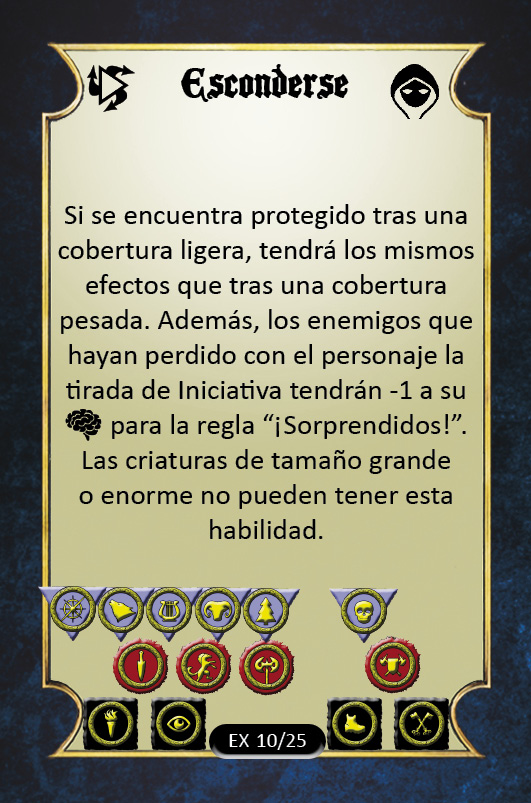 Esconderse
Si se encuentra protegido tras una
cobertura ligera, tendrá los mismos
efectos que tras una cobertura
pesada. Además, los enemigos que
hayan perdido con el personaje la
tirada de Iniciativa tendrán -1 a su
para la regla “¡Sorprendidos!”.
Las criaturas de tamaño grande
o enorme no pueden tener esta
habilidad.
EX 10/25